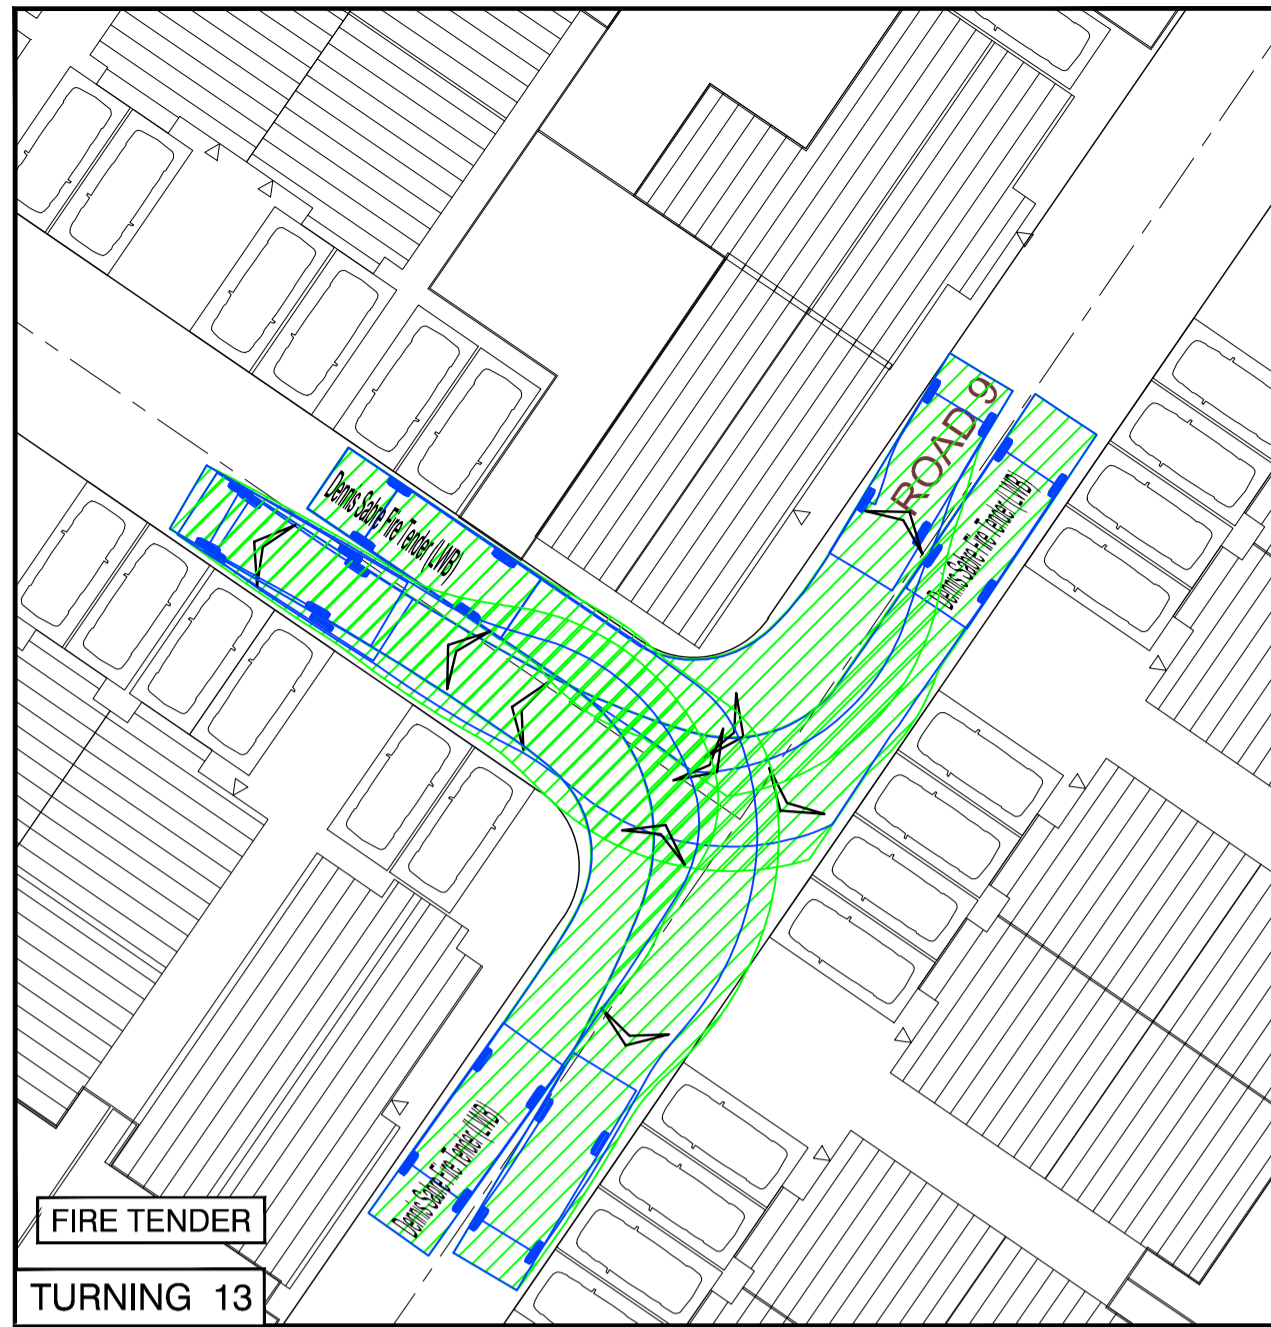 ROAD 9
Dennis Sabre Fire Tender (LWB)
Dennis Sabre Fire Tender (LWB)
Dennis Sabre Fire Tender (LWB)
FIRE TENDER
TURNING 13